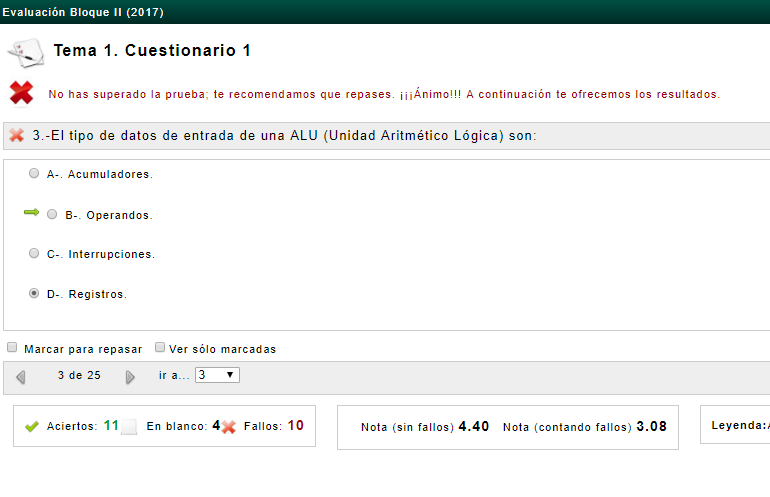 Evaluación Bloque II (2017)
Tema 1. Cuestionario 1
No has superado la prueba; te recomendamos que repases. ¡¡¡Ánimo!!! A continuación te ofrecemos los resultados.
3.-El tipo de datos de entrada de una ALU (Unidad Aritmético Lógica) son:
A-. Acumuladores.
B-. Operandos.
C-. Interrupciones.
D-. Registros.
Marcar para repasar Ver sólo marcadas
3 de 25 ir a... 3
Aciertos: 11 En blanco: 4 Fallos: 10 Nota (sin fallos) 4.40 Nota (contando fallos) 3.08 Leyenda: